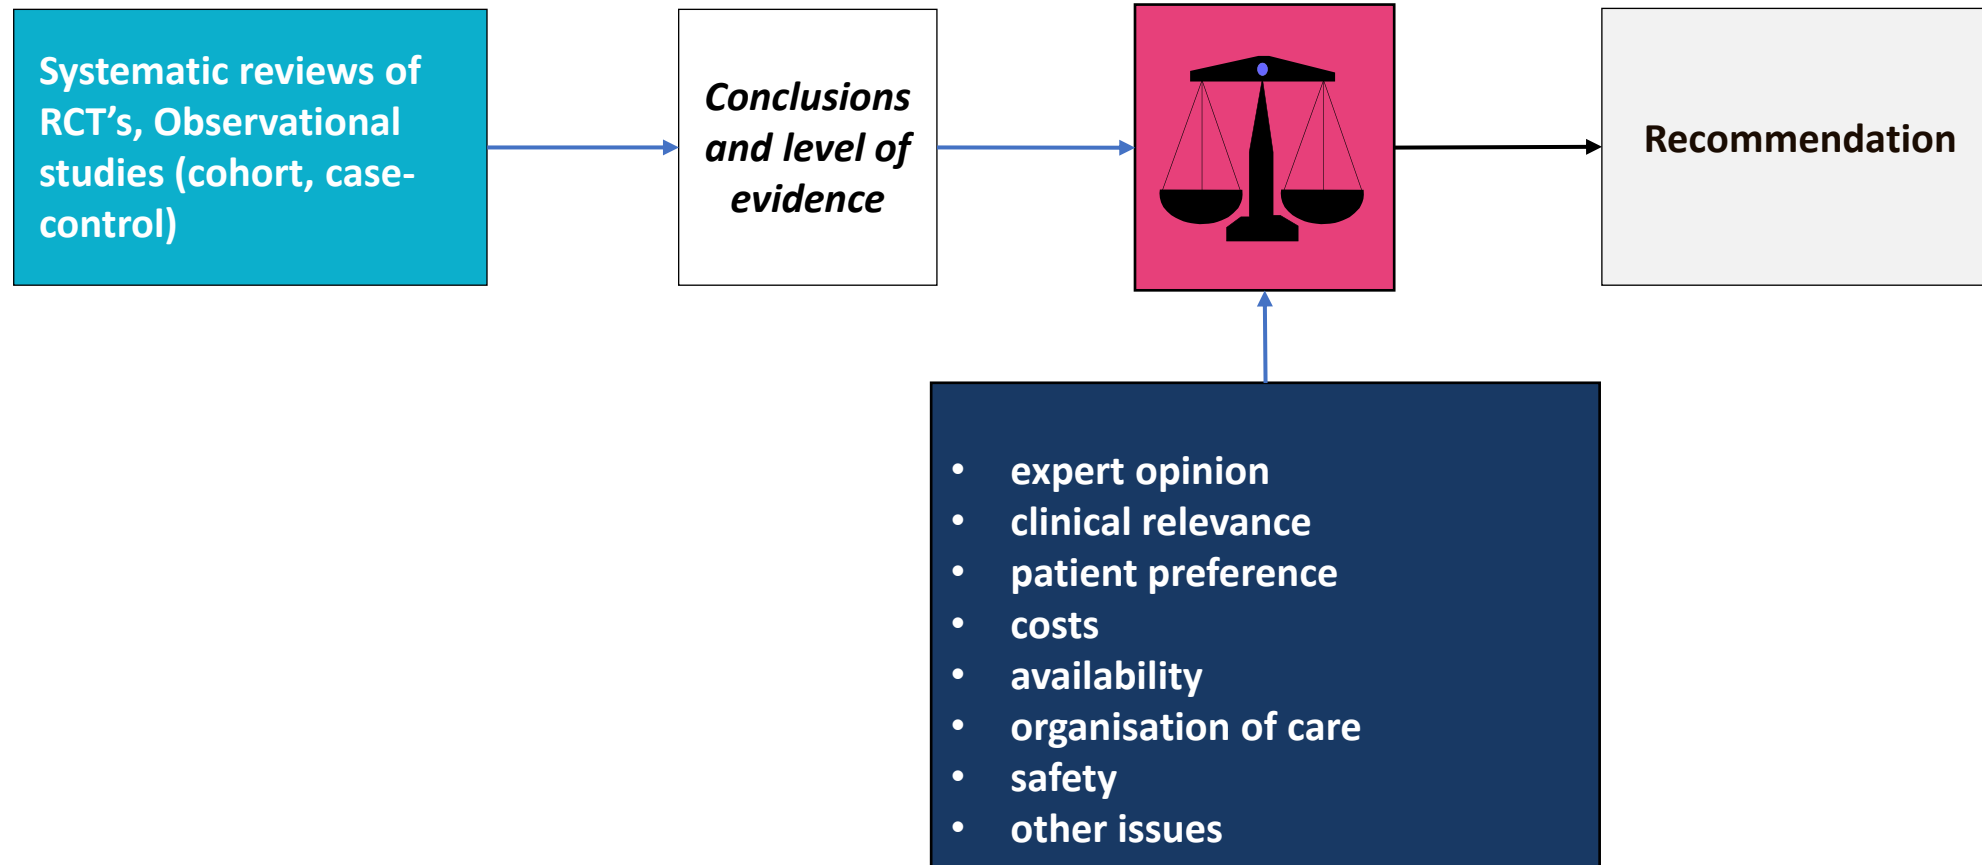 Systematic reviews of
RCT’s, Observational
studies (cohort, case-
control)
Conclusions
and level of
evidence
Recommendation
• expert opinion
• clinical relevance
• patient preference
• costs
• availability
• organisation of care
• safety
• other issues